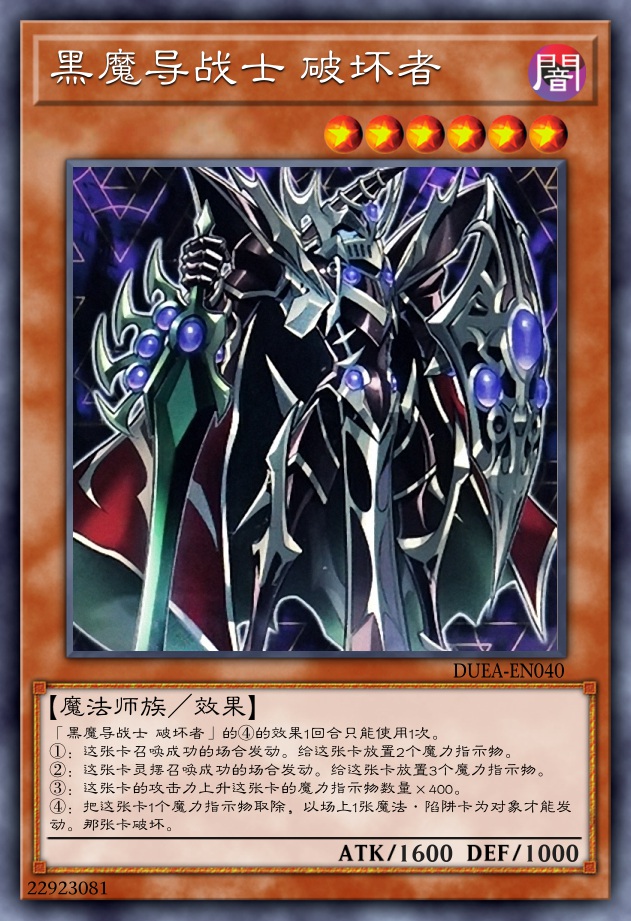 黑魔导战士 破坏者
闇
DUEA-EN040
【魔法师族／效果】
「黑魔导战士 破坏者」的④的效果1回合只能使用1次。
①：这张卡召唤成功的场合发动。给这张卡放置2个魔力指示物。
②：这张卡灵摆召唤成功的场合发动。给这张卡放置3个魔力指示物。
③：这张卡的攻击力上升这张卡的魔力指示物数量×400。
④：把这张卡1个魔力指示物取除，以场上1张魔法·陷阱卡为对象才能发
动。那张卡破坏。
ATK/1600 DEF/1000
22923081